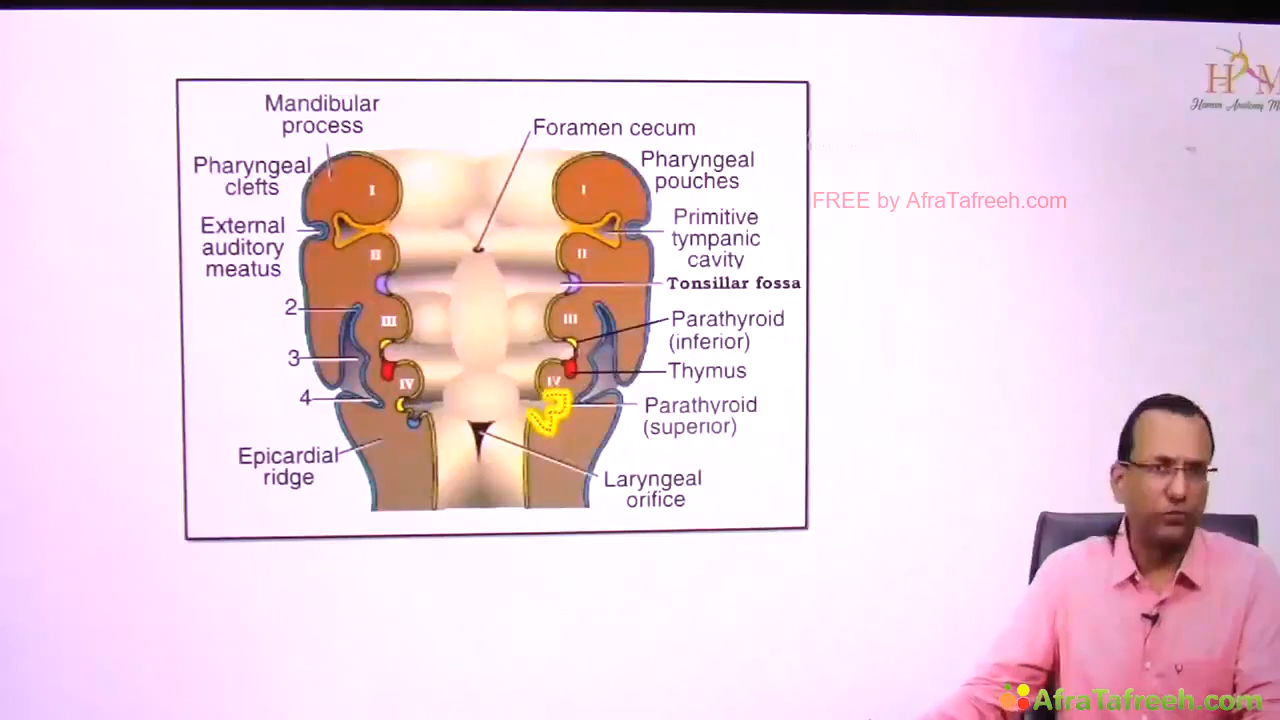 Mandibular
process
Foramen cecum
Pharyngeal
clefts
Pharyngeal
pouches
External
auditory
meatus
Primitive
tympanic
cavity
Tonsillar fossa
I
I
II
II
III
III
IV
IV
2
3
4
Parathyroid
(inferior)
Thymus
Parathyroid
(superior)
Epicardial
ridge
Laryngeal
orifice
FREE by AfraTafreeh.com
Human Anatomy
AfraTafreeh.com